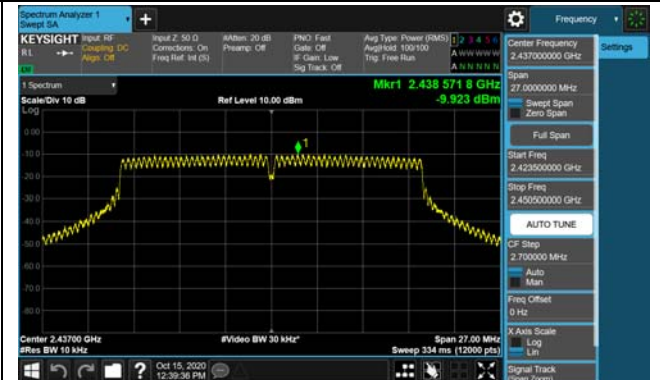 Spectrum Analyzer 1
Swept SA
Frequency
KEYSIGHT
RL
Input: RF
Coupling: DC
Align: Off
Input Z: 50 Ω
Corrections: On
Freq Ref: Int (S)
#Atten: 20 dB
Preamp: Off
PNO: Fast
Gate: Off
IF Gain: Low
Sig Track: Off
Avg Type: Power (RMS)
Avg|Hold: 100/100
Trig: Free Run
1 2 3 4 5 6
A W W W W W
A N N N N N
Center Frequency
2.437000000 GHz
Settings
Span
27.0000000 MHz
Swept Span
Zero Span
Full Span
Start Freq
2.423500000 GHz
Stop Freq
2.450500000 GHz
AUTO TUNE
CF Step
2.700000 MHz
Auto
Man
Freq Offset
0 Hz
X Axis Scale
Log
Lin
Signal Track
(Span Zoom)
1 Spectrum
Scale/Div 10 dB
Ref Level 10.00 dBm
Mkr1 2.438 571 8 GHz
-9.923 dBm
Log
0.00
-10.0
-20.0
-30.0
-40.0
-50.0
-60.0
-70.0
-80.0
1
Center 2.43700 GHz
#Res BW 10 kHz
#Video BW 30 kHz*
Span 27.00 MHz
Sweep 334 ms (12000 pts)
?
Oct 15, 2020
12:39:36 PM